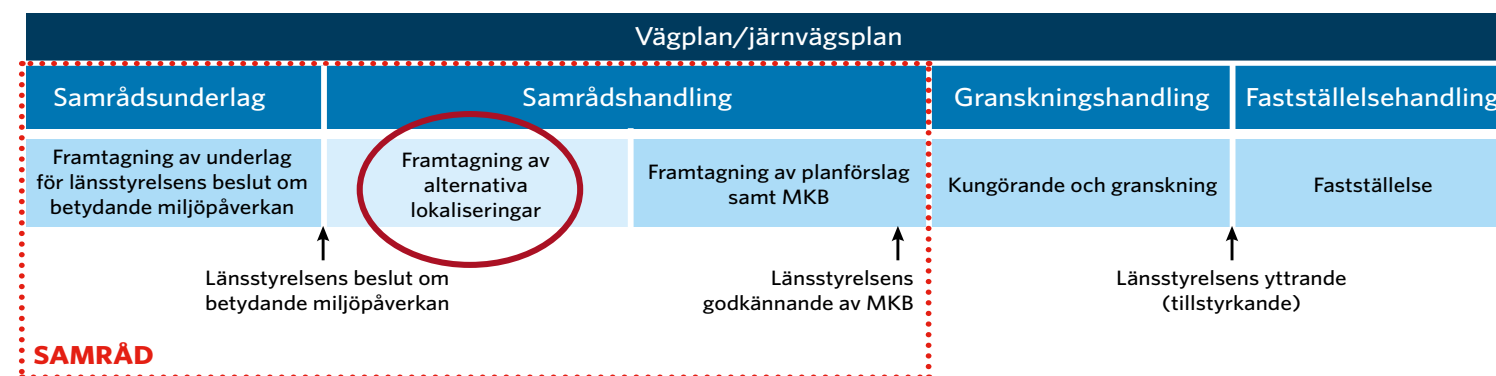 Vägplan/järnvägsplan
Samrådsunderlag
Samrådshandling
Granskningshandling
Fastställelsehandling
Framtagning av underlag
för länsstyrelsens beslut om
betydande miljöpåverkan
Framtagning av
alternativa
lokaliseringar
Framtagning av planförslag
samt MKB
Kungörande och granskning
Fastställelse
Länsstyrelsens beslut om
betydande miljöpåverkan
Länsstyrelsens
godkännande av MKB
Länsstyrelsens yttrande
(tillstyrkande)
SAMRÅD